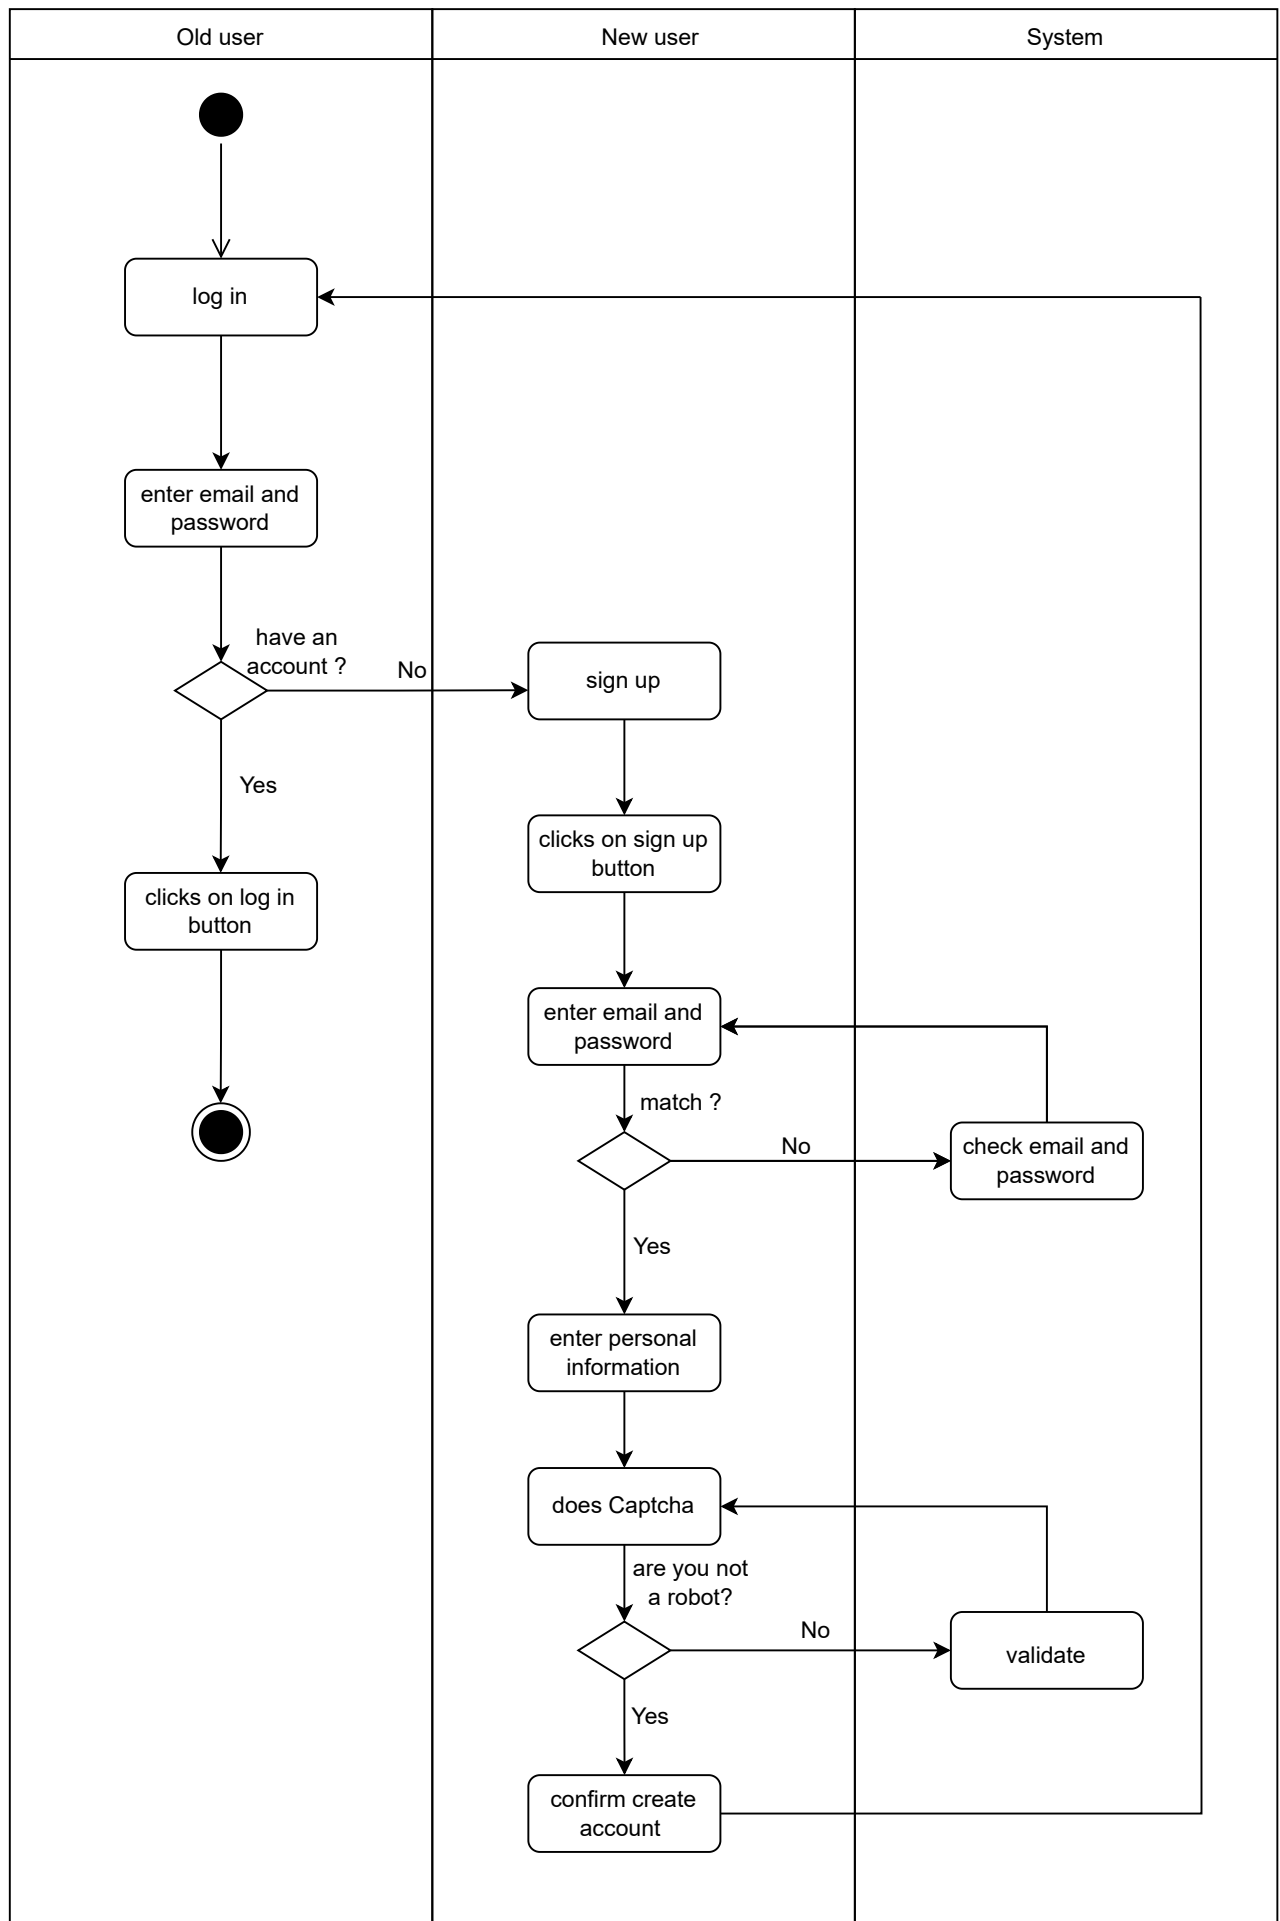 Old user
New user
System
log in
enter email and
password
have an
account ?
No
sign up
Yes
clicks on sign up
button
clicks on log in
button
enter email and
password
match ?
No
check email and
password
Yes
enter personal
information
does Captcha
are you not
a robot?
No
validate
Yes
confirm create
account